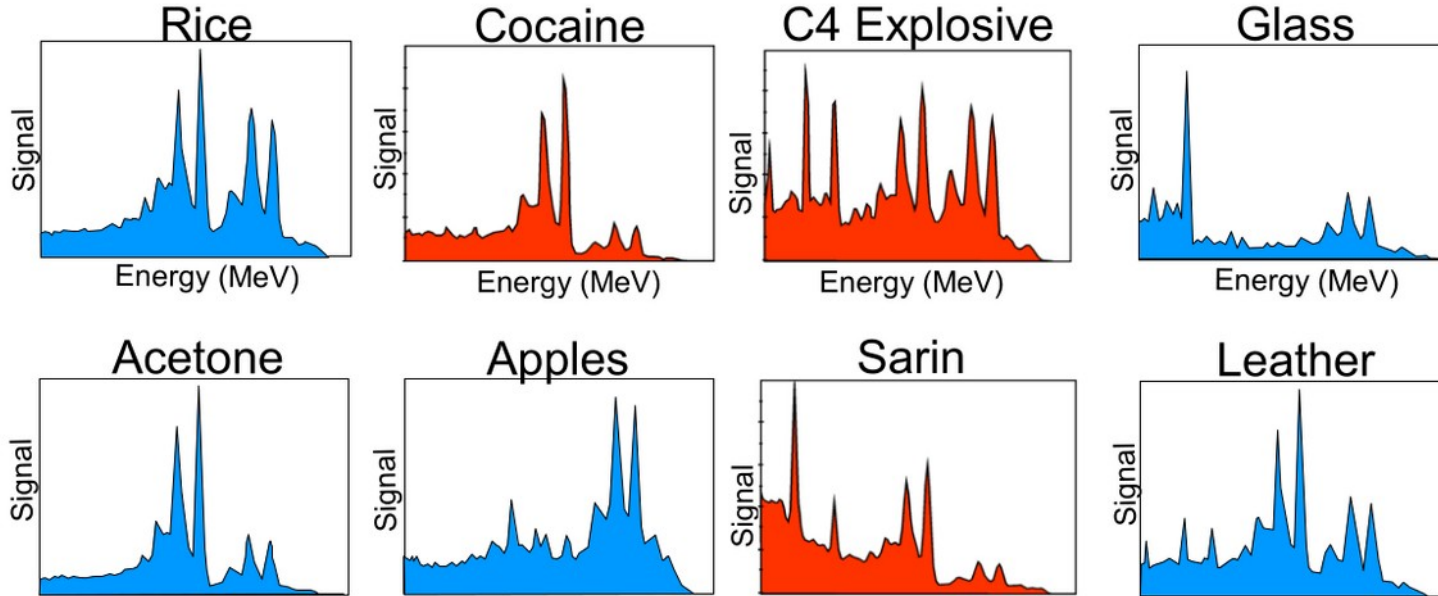 Rice
Signal
Energy (MeV)
Cocaine
Signal
Energy (MeV)
C4 Explosive
Signal
Energy (MeV)
Glass
Signal
Energy (MeV)
Acetone
Signal
Apples
Signal
Sarin
Signal
Leather
Signal